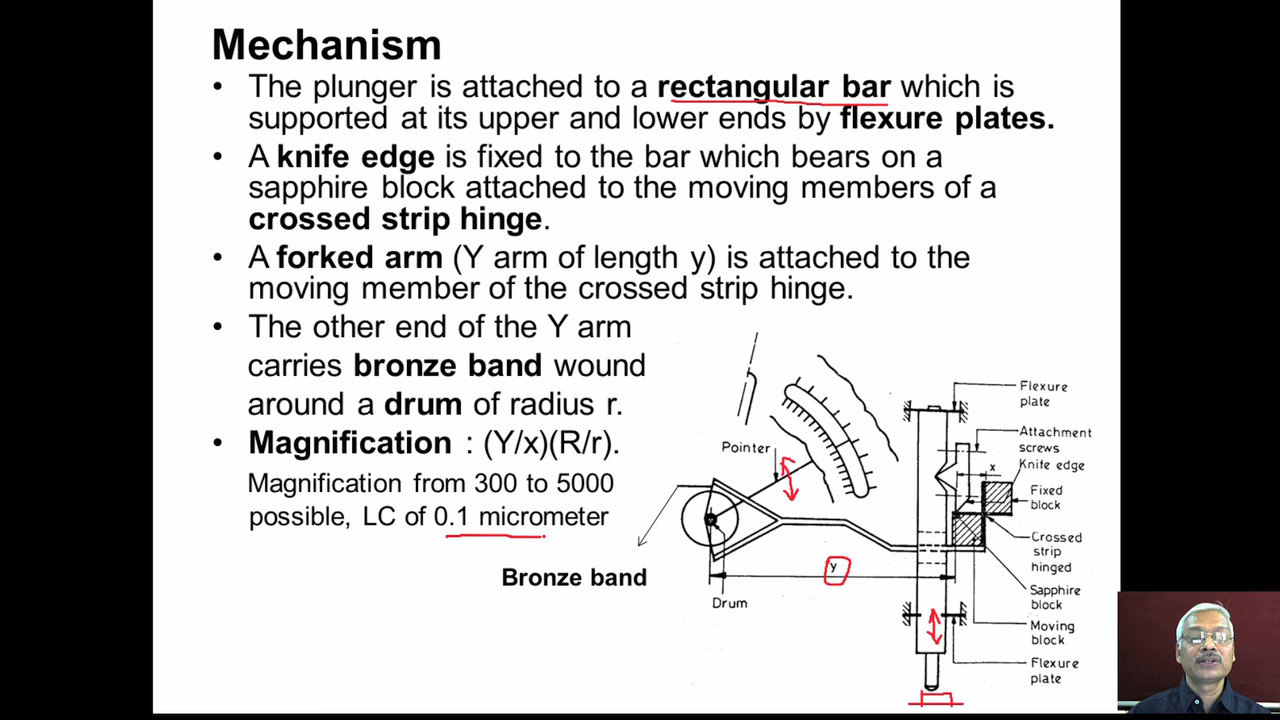 Mechanism
• The plunger is attached to a rectangular bar which is
supported at its upper and lower ends by flexure plates.
• A knife edge is fixed to the bar which bears on a
sapphire block attached to the moving members of a
crossed strip hinge.
• A forked arm (Y arm of length y) is attached to the
moving member of the crossed strip hinge.
• The other end of the Y arm
carries bronze band wound
around a drum of radius r.
• Magnification : (Y/x)(R/r).
Magnification from 300 to 5000
possible, LC of 0.1 micrometer
Bronze band
Pointer
Drum
y
x
Flexure
plate
Attachment
screws
Knife edge
Fixed
block
Crossed
strip
hinged
Sapphire
block
Moving
block
Flexure
plate